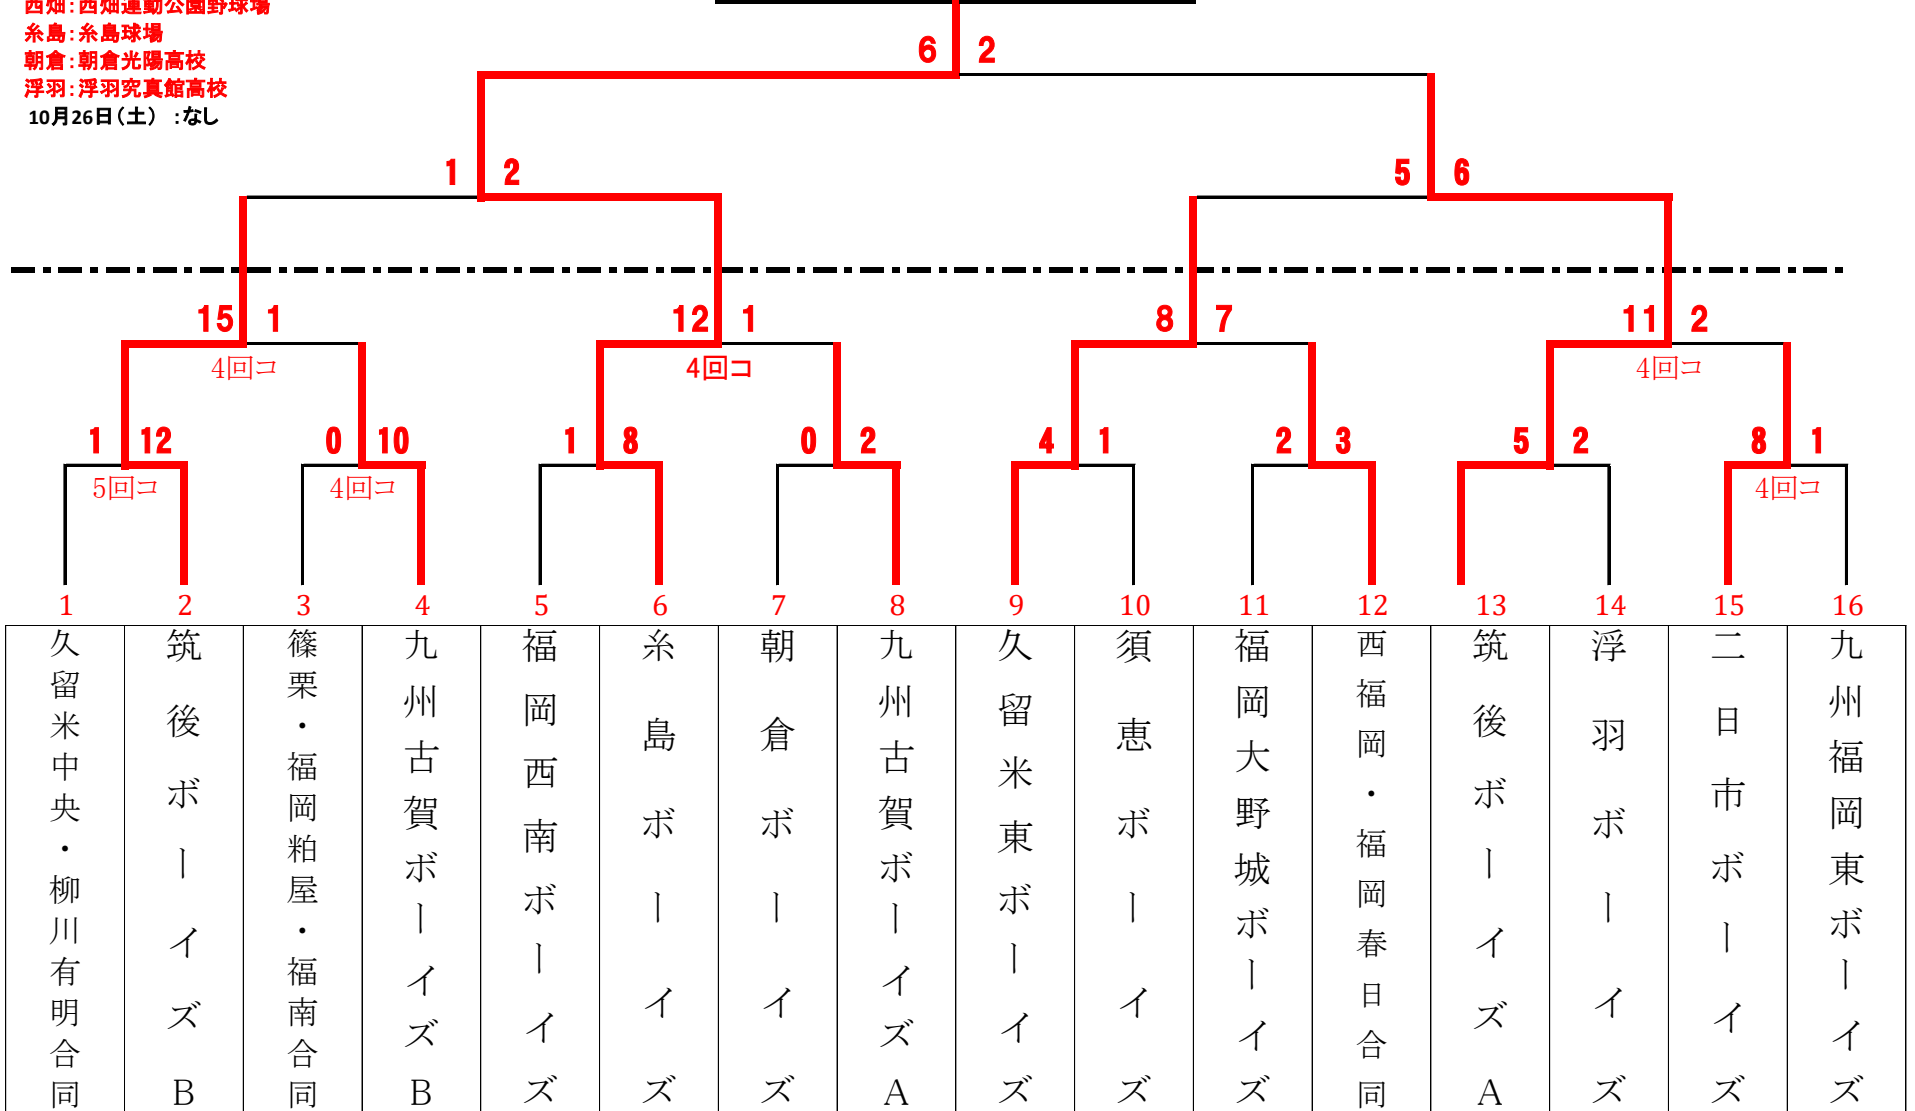 西畑：西畑運動公園野球場
糸島：糸島球場
朝倉：朝倉光陽高校
浮羽：浮羽究真館高校
10月26日（土）：なし
6 2
1 2
5 6
15 1
12 1
8 7
11 2
4回コ
4回コ
4回コ
1 12
0 10
1 8
0 2
4 1
2 3
5 2
8 1
5回コ
4回コ
4回コ
1 2 3 4 5 6 7 8 9 10 11 12 13 14 15 16
久留米中央・柳川有明合同
筑後ボーイズB
篠栗・福岡粕屋・福南合同
九州古賀ボーイズB
福岡西南ボーイズ
糸島ボーイズ
朝倉ボーイズ
九州古賀ボーイズA
久留米東ボーイズ
須恵ボーイズ
福岡大野城ボーイズ
西福岡・福岡春日合同
筑後ボーイズA
浮羽ボーイズ
二日市ボーイズ
九州福岡東ボーイズ